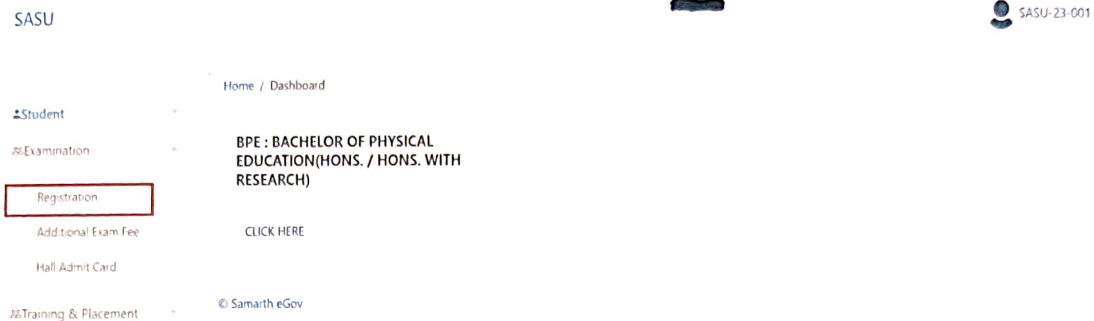 SASU
SASU-23-001
Home / Dashboard
Student
Examination
Registration
Additional Exam Fee
Hall Admit Card
Training & Placement
BPE : BACHELOR OF PHYSICAL
EDUCATION(HONS. / HONS. WITH
RESEARCH)
CLICK HERE
© Samarth eGov